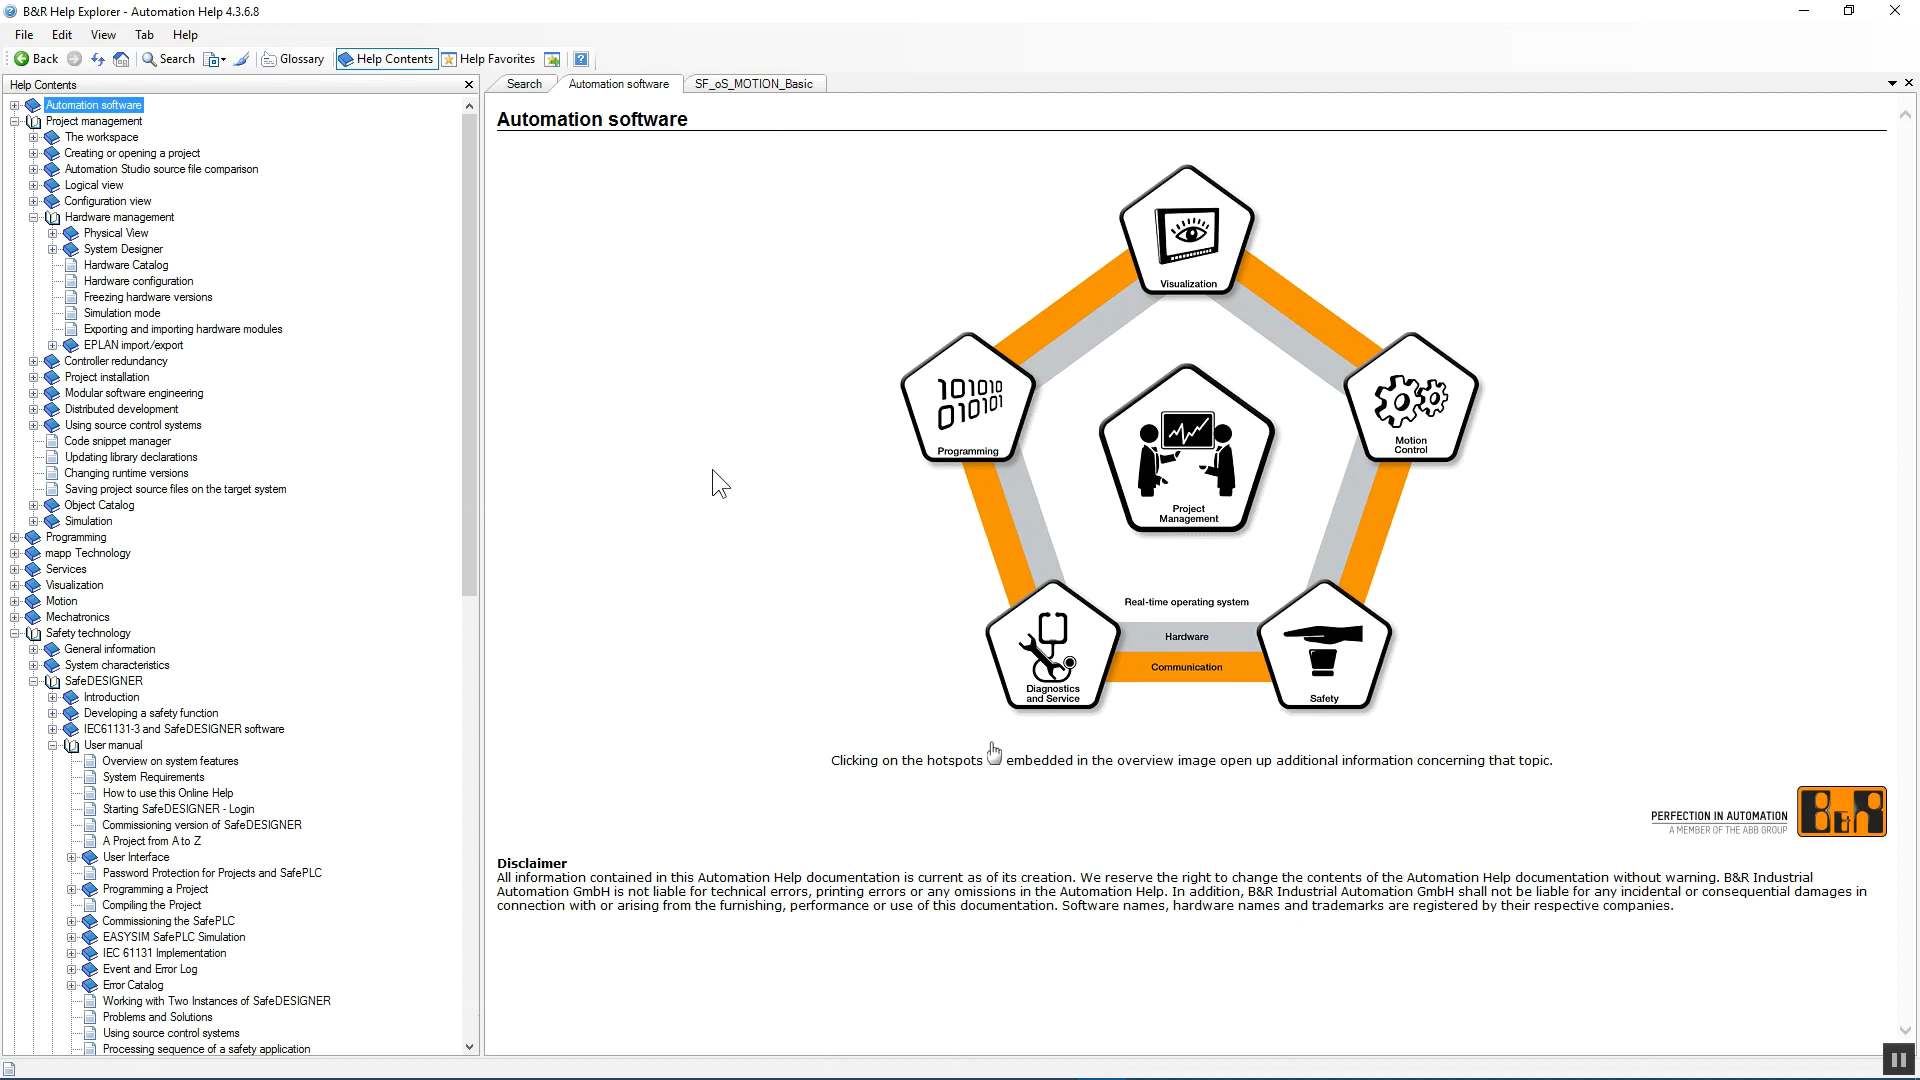 B&R Help Explorer - Automation Help 4.3.6.8
File Edit View Tab Help
Back Search Glossary Help Contents Help Favorites
Help Contents
Automation software
Project management
The workspace
Creating or opening a project
Automation Studio source file comparison
Logical view
Configuration view
Hardware management
Physical View
System Designer
Hardware Catalog
Hardware configuration
Freezing hardware versions
Simulation mode
Exporting and importing hardware modules
EPLAN import/export
Controller redundancy
Project installation
Modular software engineering
Distributed development
Using source control systems
Code snippet manager
Updating library declarations
Changing runtime versions
Saving project source files on the target system
Object Catalog
Simulation
Programming
mapp Technology
Services
Visualization
Motion
Mechatronics
Safety technology
General information
System characteristics
SafeDESIGNER
Introduction
Developing a safety function
IEC61131-3 and SafeDESIGNER software
User manual
Overview on system features
System Requirements
How to use this Online Help
Starting SafeDESIGNER - Login
Commissioning version of SafeDESIGNER
A Project from A to Z
User Interface
Password Protection for Projects and SafePLC
Programming a Project
Compiling the Project
Commissioning the SafePLC
EASYSIM SafePLC Simulation
IEC 61131 Implementation
Event and Error Log
Error Catalog
Working with Two Instances of SafeDESIGNER
Problems and Solutions
Using source control systems
Processing sequence of a safety application
Search Automation software SF_oS_MOTION_Basic
Automation software
Visualization
101010
010101
Programming
Motion
Control
Project
Management
Real-time operating system
Hardware
Communication
Diagnostics
and Service
Safety
Clicking on the hotspots embedded in the overview image open up additional information concerning that topic.
PERFECTION IN AUTOMATION
A MEMBER OF THE ABB GROUP
B&R
Disclaimer
All information contained in this Automation Help documentation is current as of its creation. We reserve the right to change the contents of the Automation Help documentation without warning. B&R Industrial
Automation GmbH is not liable for technical errors, printing errors or any omissions in the Automation Help. In addition, B&R Industrial Automation GmbH shall not be liable for any incidental or consequential damages in
connection with or arising from the furnishing, performance or use of this documentation. Software names, hardware names and trademarks are registered by their respective companies.